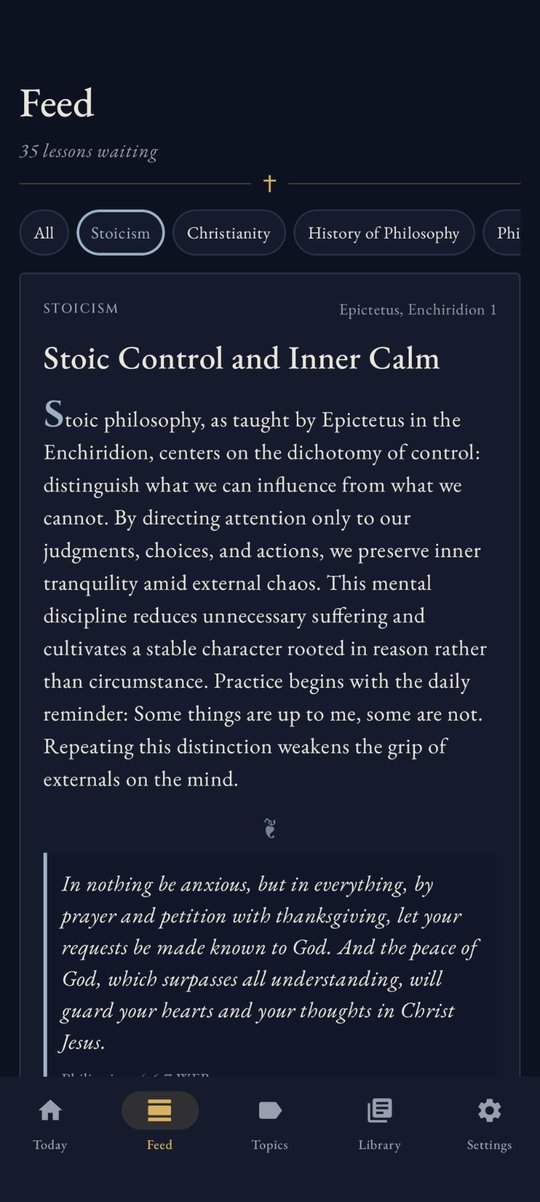 Feed
35 lessons waiting
All
Stoicism
Christianity
History of Philosophy
Phi
STOICISM
Epictetus, Enchiridion 1
Stoic Control and Inner Calm
Stoic philosophy, as taught by Epictetus in the
Enchiridion, centers on the dichotomy of control:
distinguish what we can influence from what we
cannot. By directing attention only to our
judgments, choices, and actions, we preserve inner
tranquility amid external chaos. This mental
discipline reduces unnecessary suffering and
cultivates a stable character rooted in reason rather
than circumstance. Practice begins with the daily
reminder: Some things are up to me, some are not.
Repeating this distinction weakens the grip of
externals on the mind.
In nothing be anxious, but in everything, by
prayer and petition with thanksgiving, let your
requests be made known to God. And the peace of
God, which surpasses all understanding, will
guard your hearts and your thoughts in Christ
Jesus.
Today
Feed
Topics
Library
Settings